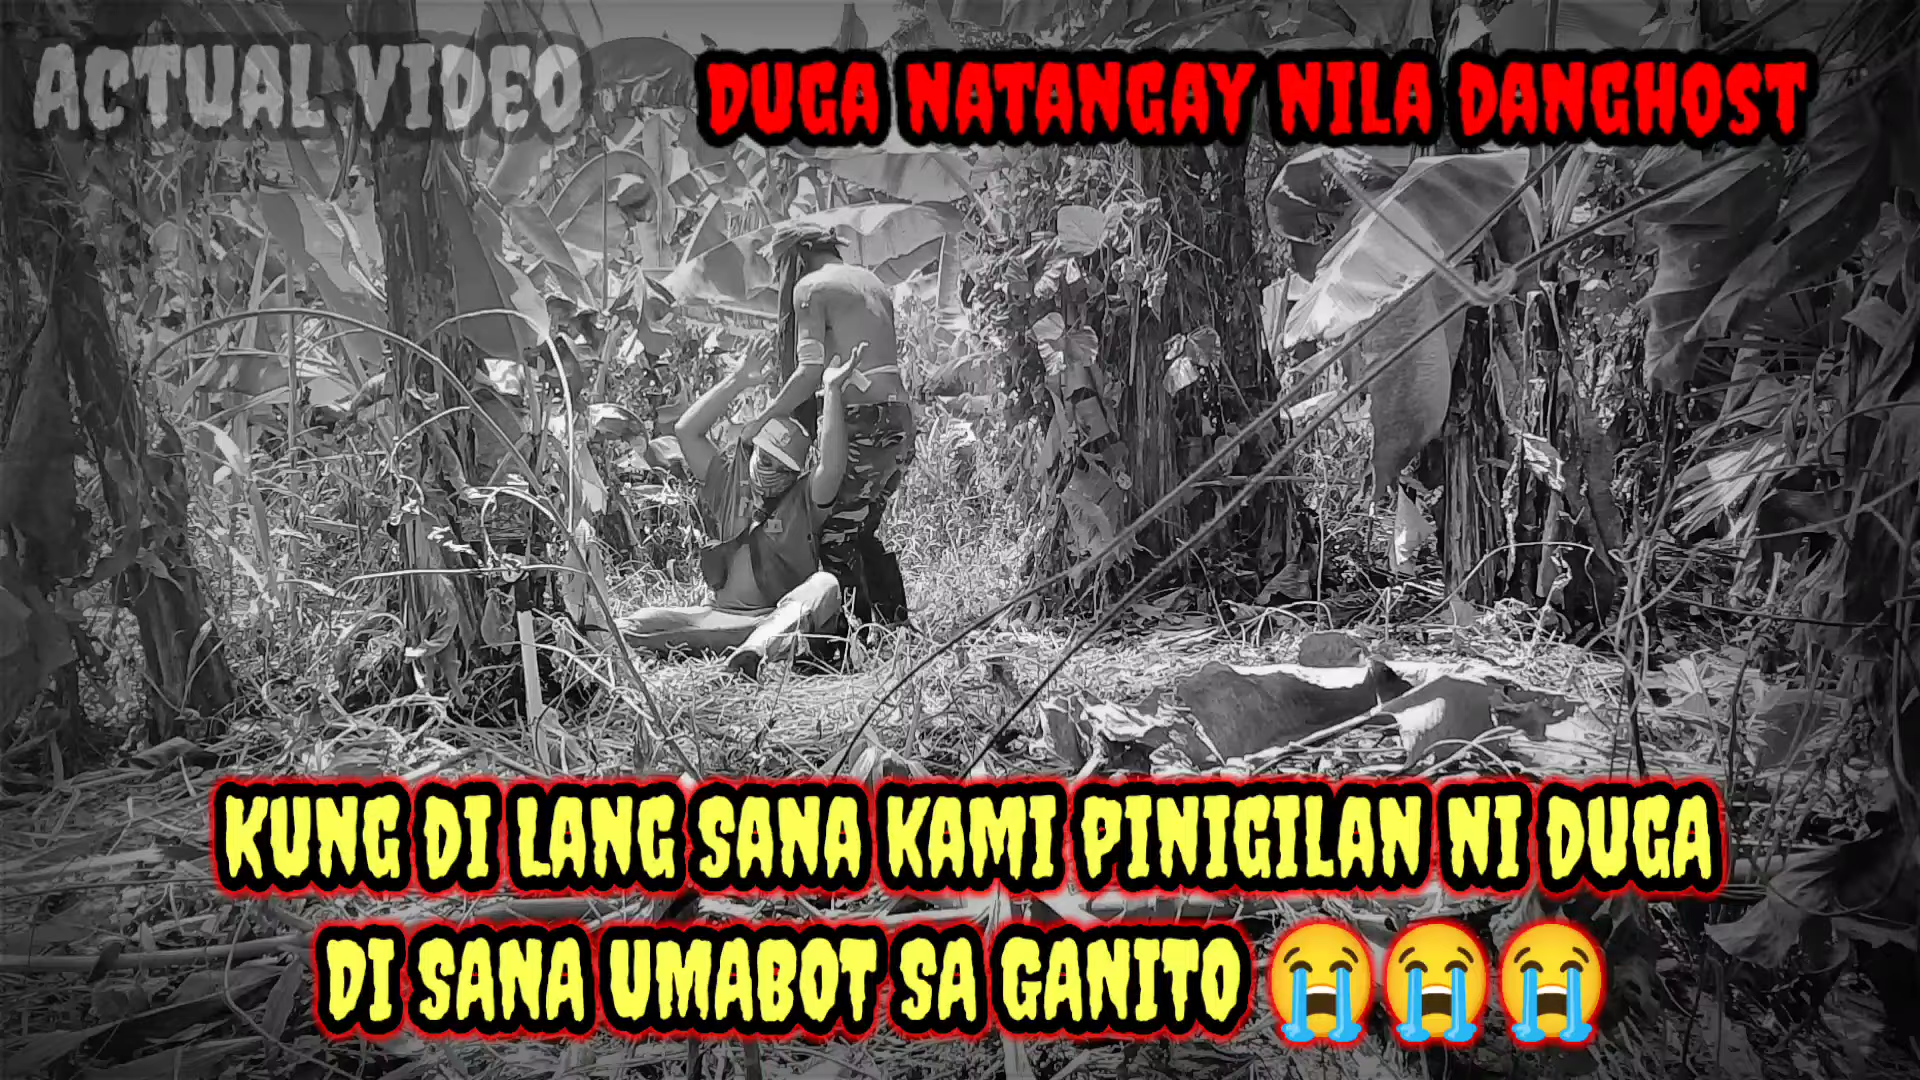 ACTUAL VIDEO
DUGA NATANGAY NILA DANGHOST
KUNG DI LANG SANA KAMI PINIGILAN NI DUGA
DI SANA UMABOT SA GANITO 😭😭😭